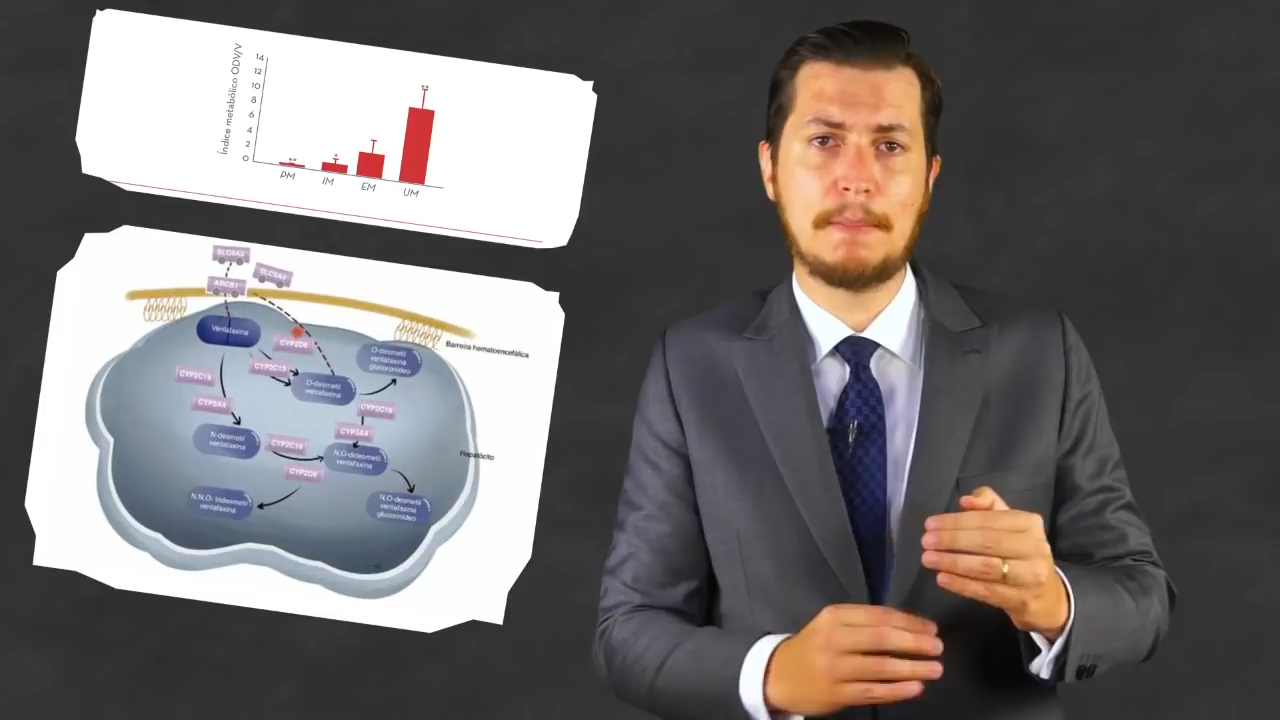 Índice metabólico ODV/V
14
12
10
8
6
4
2
0
**
*
**
PM
IM
EM
UM
SLC6A3
SLC6A4
ABCB1
Venlafaxina
CYP2D6
Barreira hematoencefálica
O-desmetil
venlafaxina
glucoronídeo
CYP2C19
CYP2C19
O-desmetil
venlafaxina
CYP3A4
CYP2C19
CYP3A4
N-desmetil
venlafaxina
CYP2C19
N,O-didesmetil
venlafaxina
Hepatócito
CYP2D6
N,N,O- tridesmetil
venlafaxina
N,O-desmetil
venlafaxina
glucoronídeo